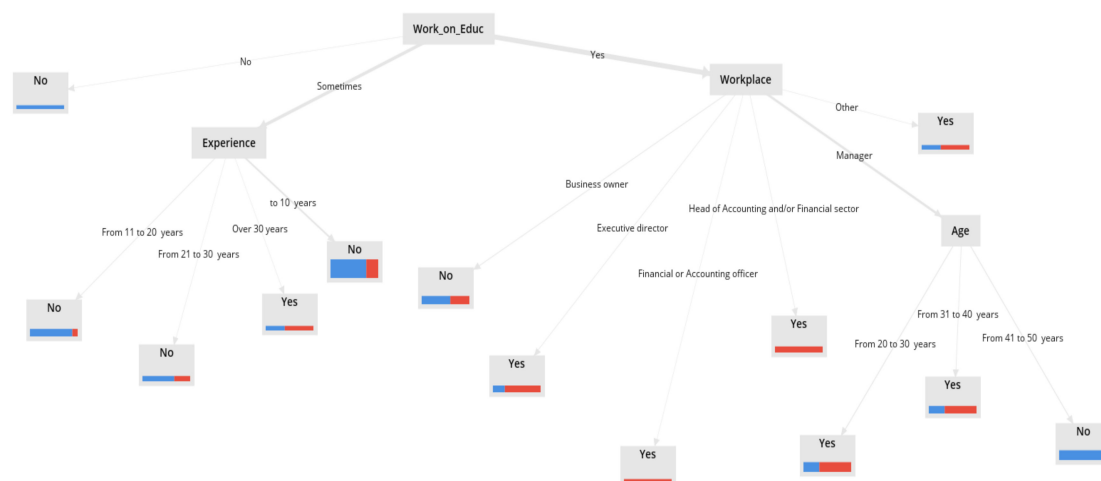 Work_on_Educ
No
Yes
No
Sometimes
Workplace
Other
Yes
Experience
Manager
Business owner
to 10 years
Head of Accounting and/or Financial sector
From 11 to 20 years
Over 30 years
Executive director
Age
From 21 to 30 years
No
No
Financial or Accounting officer
No
Yes
Yes
From 31 to 40 years
From 41 to 50 years
From 20 to 30 years
No
Yes
Yes
Yes
No
Yes